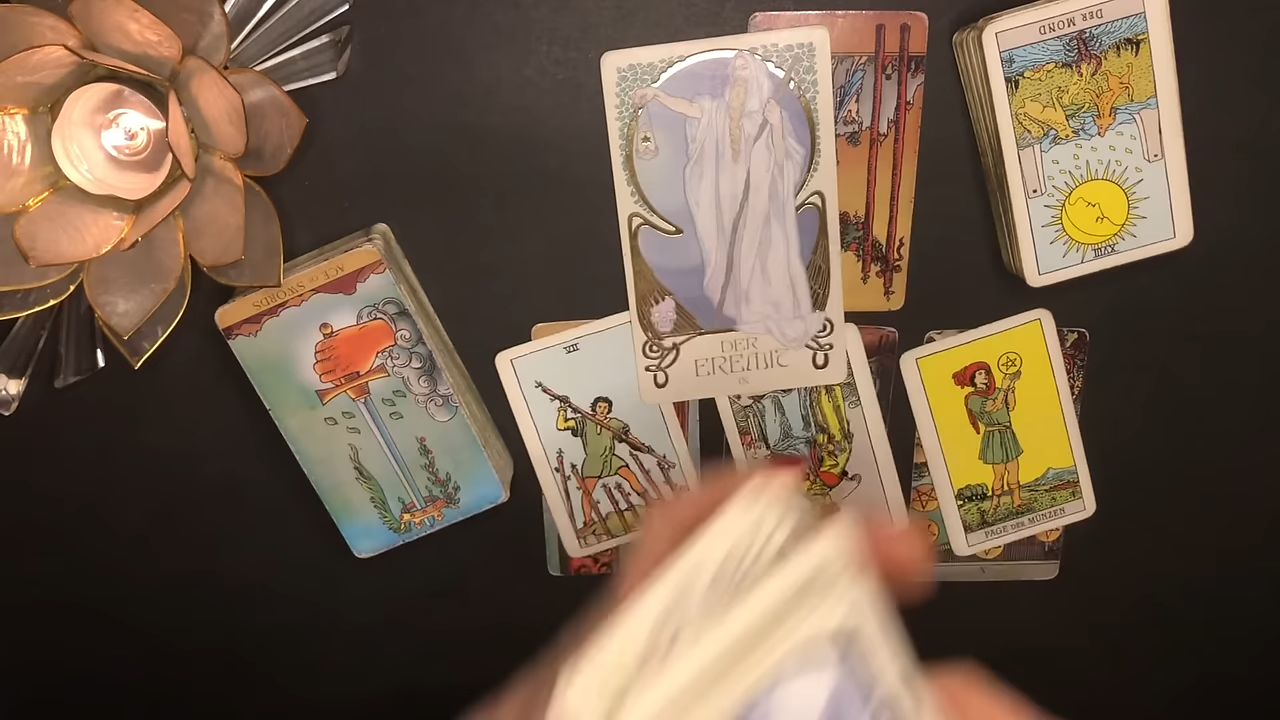 DER MOND
XVIII
ACE OF SWORDS
VII
DER
EREMIT
IX
PAGE DER MÜNZEN